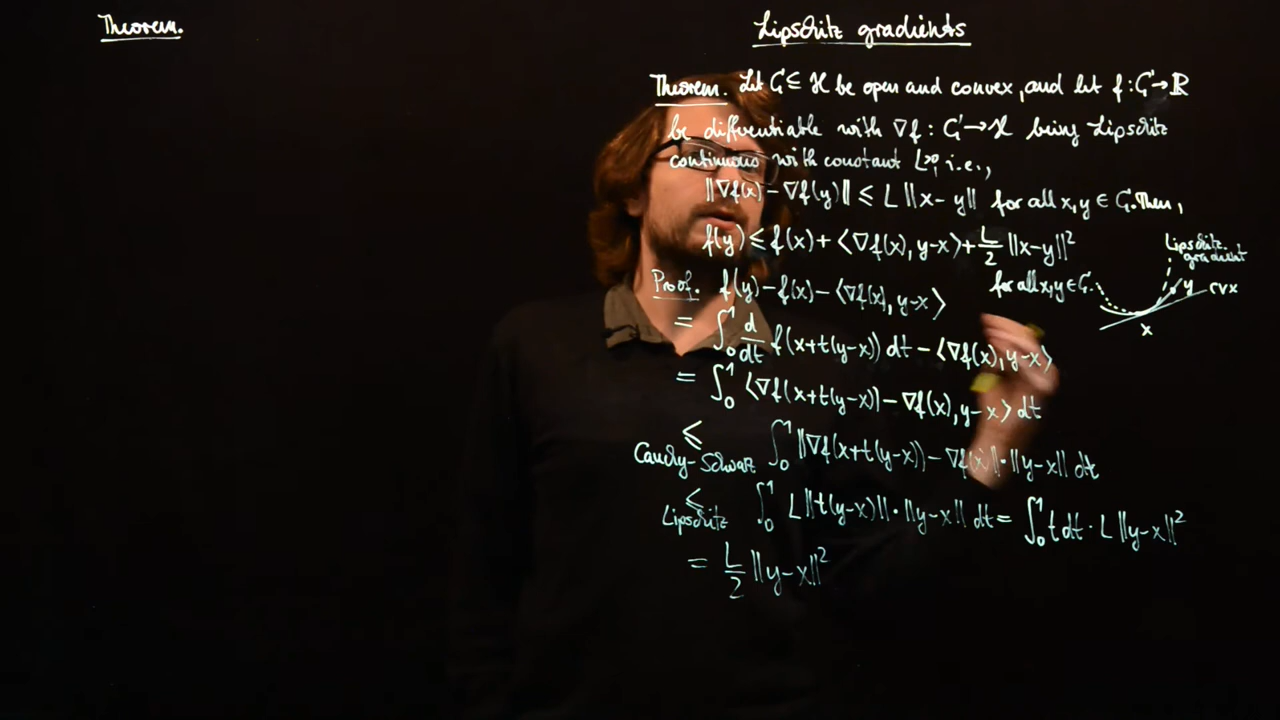 Theorem.
Lipschitz gradients
Theorem. Let C ⊆ ℋ be open and convex, and let f : C → ℝ
be differentiable with ∇f : C → ℋ being Lipschitz
continuous with constant L>0, i.e.,
||∇f(x) − ∇f(y)|| ≤ L ||x − y|| for all x, y ∈ C. Then,
f(y) ≤ f(x) + ⟨∇f(x), y−x⟩ + L/2 ||x−y||²
for all x, y ∈ C.
Lipschitz
gradient
y
cvx
x
Proof. f(y) − f(x) − ⟨∇f(x), y−x⟩
= ∫₀¹ d/dt f(x+t(y−x)) dt − ⟨∇f(x), y−x⟩
= ∫₀¹ ⟨∇f(x+t(y−x)) − ∇f(x), y−x⟩ dt
≤ Cauchy-Schwarz ∫₀¹ ||∇f(x+t(y−x)) − ∇f(x)|| · ||y−x|| dt
≤ Lipschitz ∫₀¹ L ||t(y−x)|| · ||y−x|| dt = ∫₀¹ t dt · L ||y−x||²
= L/2 ||y−x||²